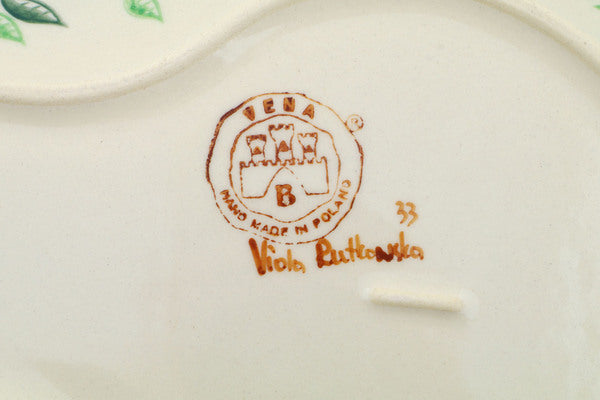 VENA
®
B
HAND MADE IN POLAND
33
Viola Rutkowska